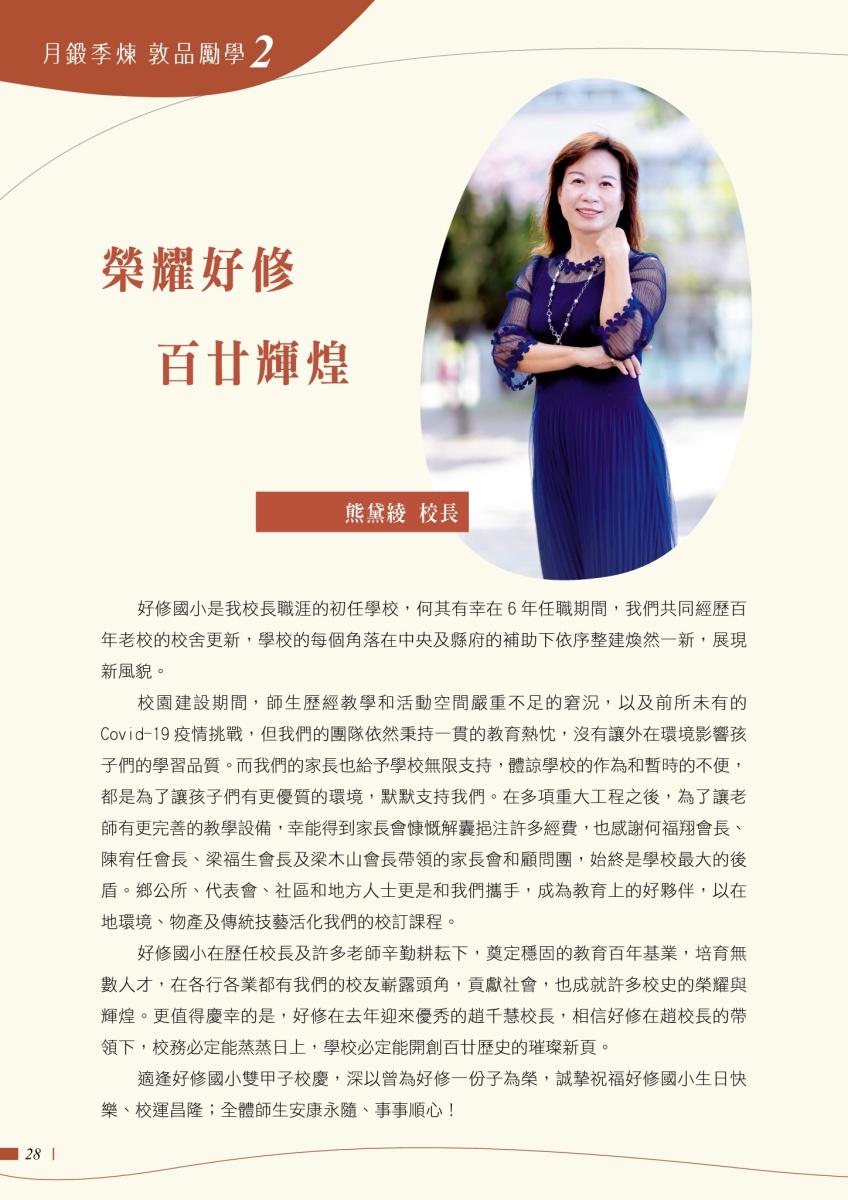 月鍛季煉 敦品勵學2
榮耀好修
百廿輝煌
熊黛綾 校長
好修國小是我校長職涯的初任學校，何其有幸在 6 年任職期間，我們共同經歷百
年老校的校舍更新，學校的每個角落在中央及縣府的補助下依序整建煥然一新，展現
新風貌。
校園建設期間，師生歷經教學和活動空間嚴重不足的窘況，以及前所未有的
Covid-19 疫情挑戰，但我們的團隊依然秉持一貫的教育熱忱，沒有讓外在環境影響孩
子們的學習品質。而我們的家長也給予學校無限支持，體諒學校的作為和暫時的不便，
都是為了讓孩子們有更優質的環境，默默支持我們。在多項重大工程之後，為了讓老
師有更完善的教學設備，幸能得到家長會慷慨解囊挹注許多經費，也感謝何福翔會長、
陳宥任會長、梁福生會長及梁木山會長帶領的家長會和顧問團，始終是學校最大的後
盾。鄉公所、代表會、社區和地方人士更是和我們攜手，成為教育上的好夥伴，以在
地環境、物產及傳統技藝活化我們的校訂課程。
好修國小在歷任校長及許多老師辛勤耕耘下，奠定穩固的教育百年基業，培育無
數人才，在各行各業都有我們的校友嶄露頭角，貢獻社會，也成就許多校史的榮耀與
輝煌。更值得慶幸的是，好修在去年迎來優秀的趙千慧校長，相信好修在趙校長的帶
領下，校務必定能蒸蒸日上，學校必定能開創百廿歷史的璀璨新頁。
適逢好修國小雙甲子校慶，深以曾為好修一份子為榮，誠摯祝福好修國小生日快
樂、校運昌隆；全體師生安康永隨、事事順心！
28